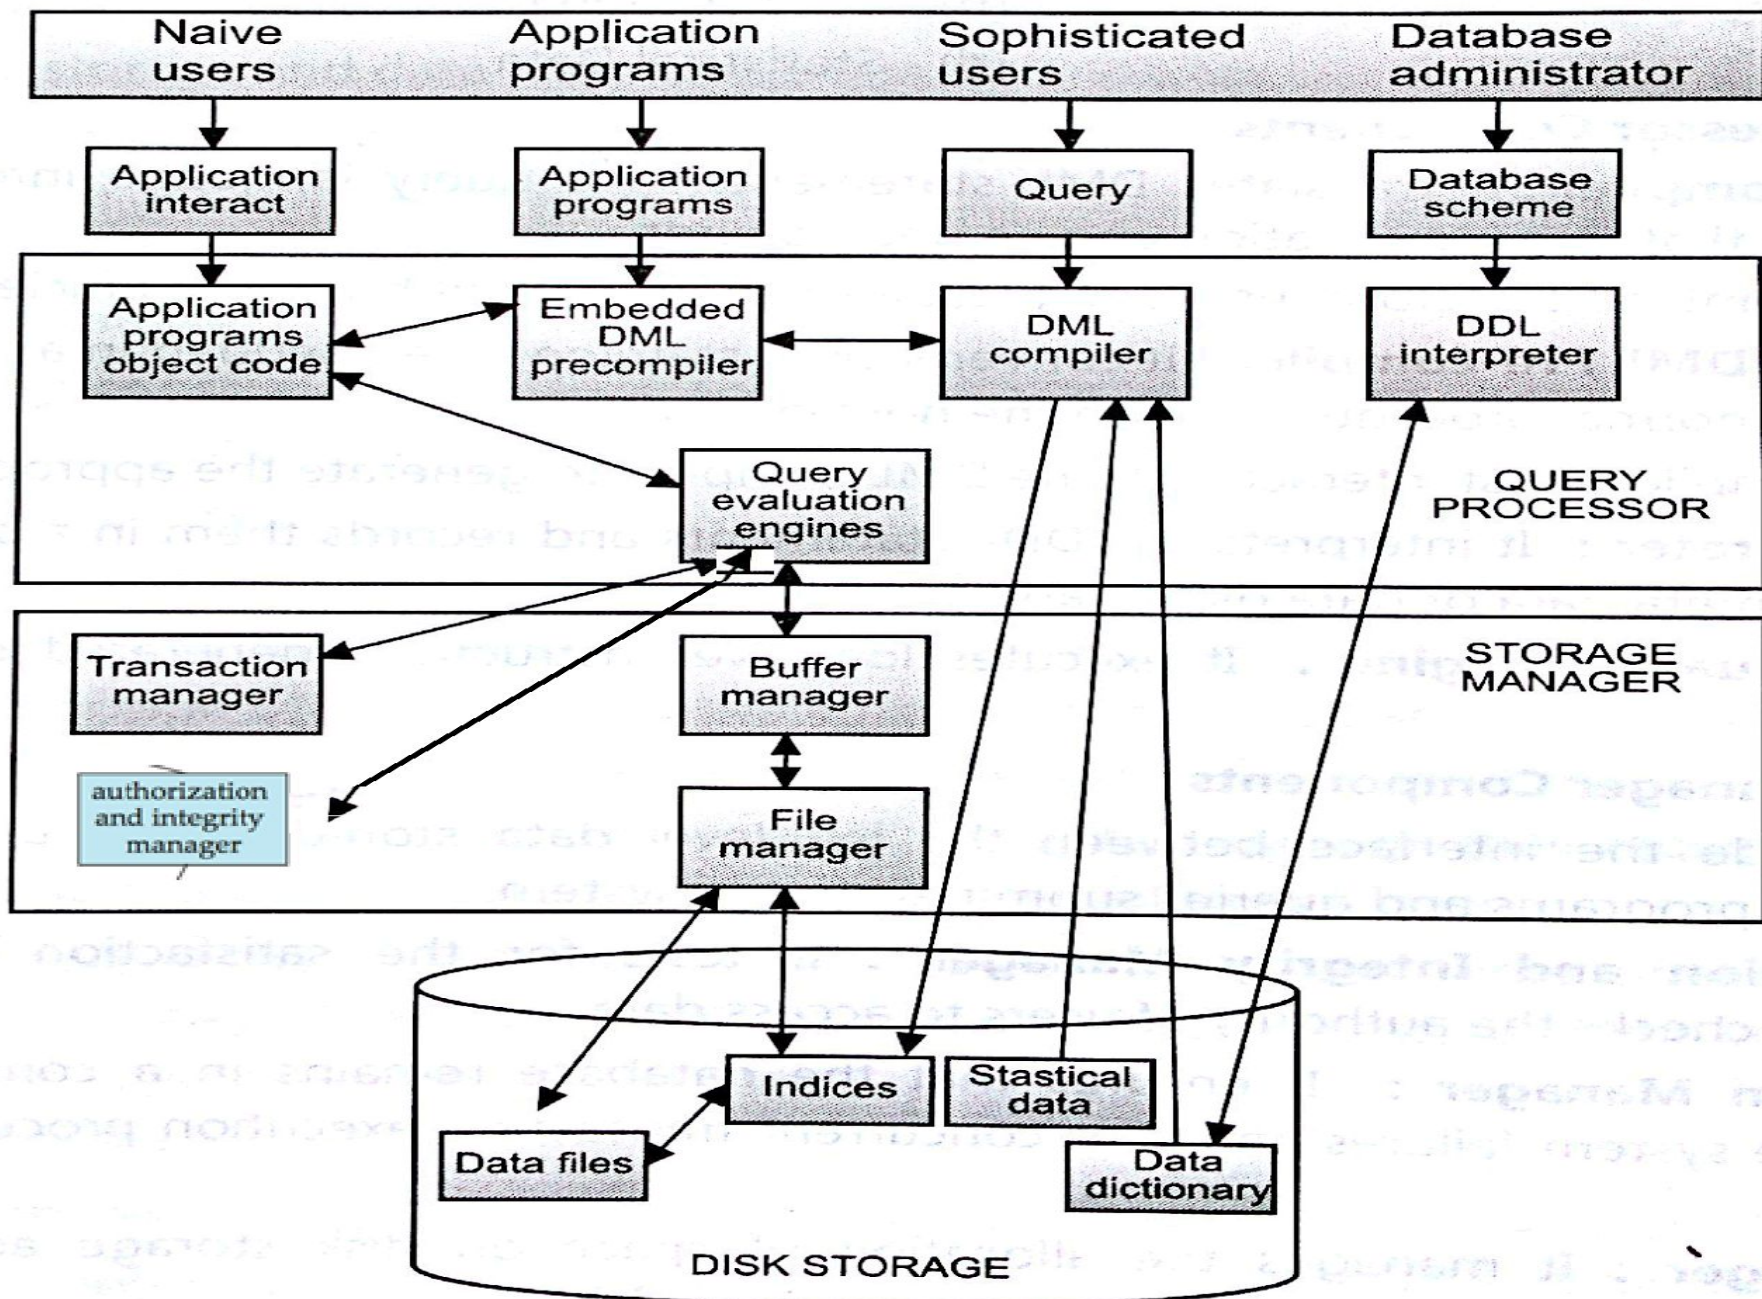 Naive
users
Application
programs
Sophisticated
users
Database
administrator
Application
interact
Application
programs
Query
Database
scheme
Application
programs
object code
Embedded
DML
precompiler
DML
compiler
DDL
interpreter
Query
evaluation
engines
QUERY
PROCESSOR
Transaction
manager
Buffer
manager
STORAGE
MANAGER
authorization
and integrity
manager
File
manager
Indices
Stastical
data
Data files
Data
dictionary
DISK STORAGE